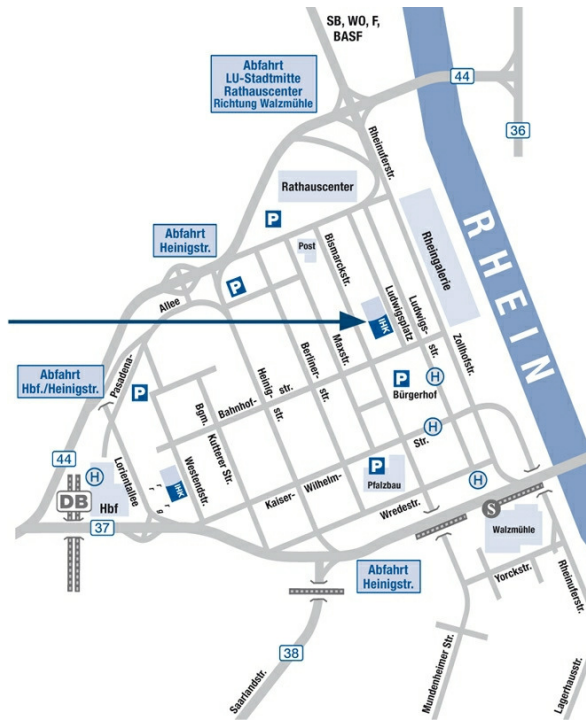 SB, WO, F,
BASF
Abfahrt
LU-Stadtmitte
Rathauscenter
Richtung Walzmühle
44
36
Rheinuferstr.
Rathauscenter
P
Abfahrt
Heinigstr.
Post
Bismarckstr.
Rheingalerie
RHEIN
P
Allee
IHK
Ludwigsplatz
Ludwigs-
str.
Zollhofstr.
Maxstr.
Berliner-
str.
Heinig-
str.
Pasadena-
Abfahrt
Hbf./Heinigstr.
P
Bgm.
Kutterer Str.
Bahnhof-
str.
P
Bürgerhof
H
H
Str.
44
H
DB
Hbf
Lorientallee
IHK
Westendstr.
Kaiser-
Wilhelm-
P
Pfalzbau
H
Wredestr.
S
Walzmühle
37
Abfahrt
Heinigstr.
Yorckstr.
Rheinuferstr.
38
Saarlandstr.
Mundenheimer Str.
Lagerhausstr.